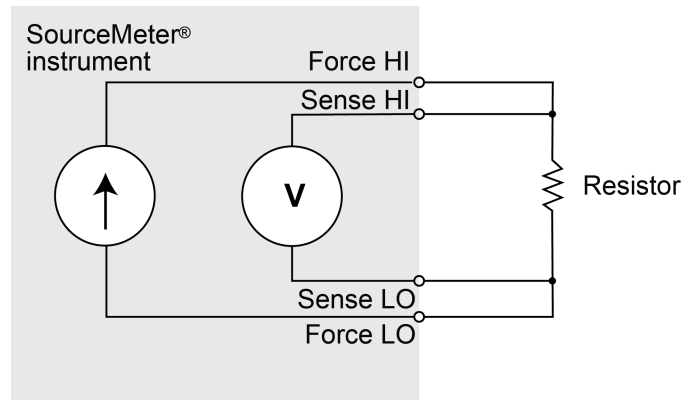 SourceMeter®
instrument
Force HI
Sense HI
V
Resistor
Sense LO
Force LO